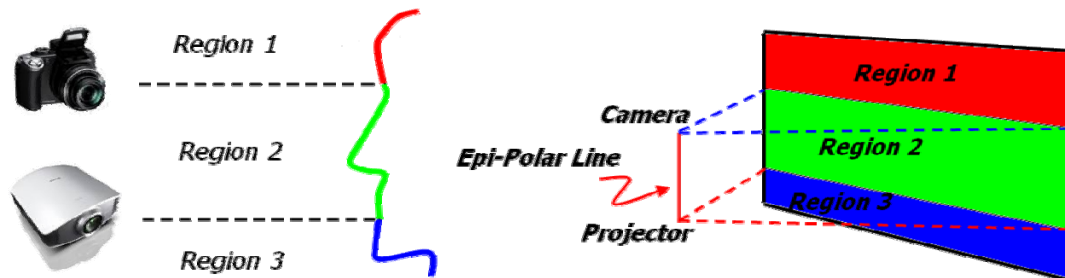 Region 1
Region 2
Region 3
Camera
Epi-Polar Line
Projector
Region 1
Region 2
Region 3